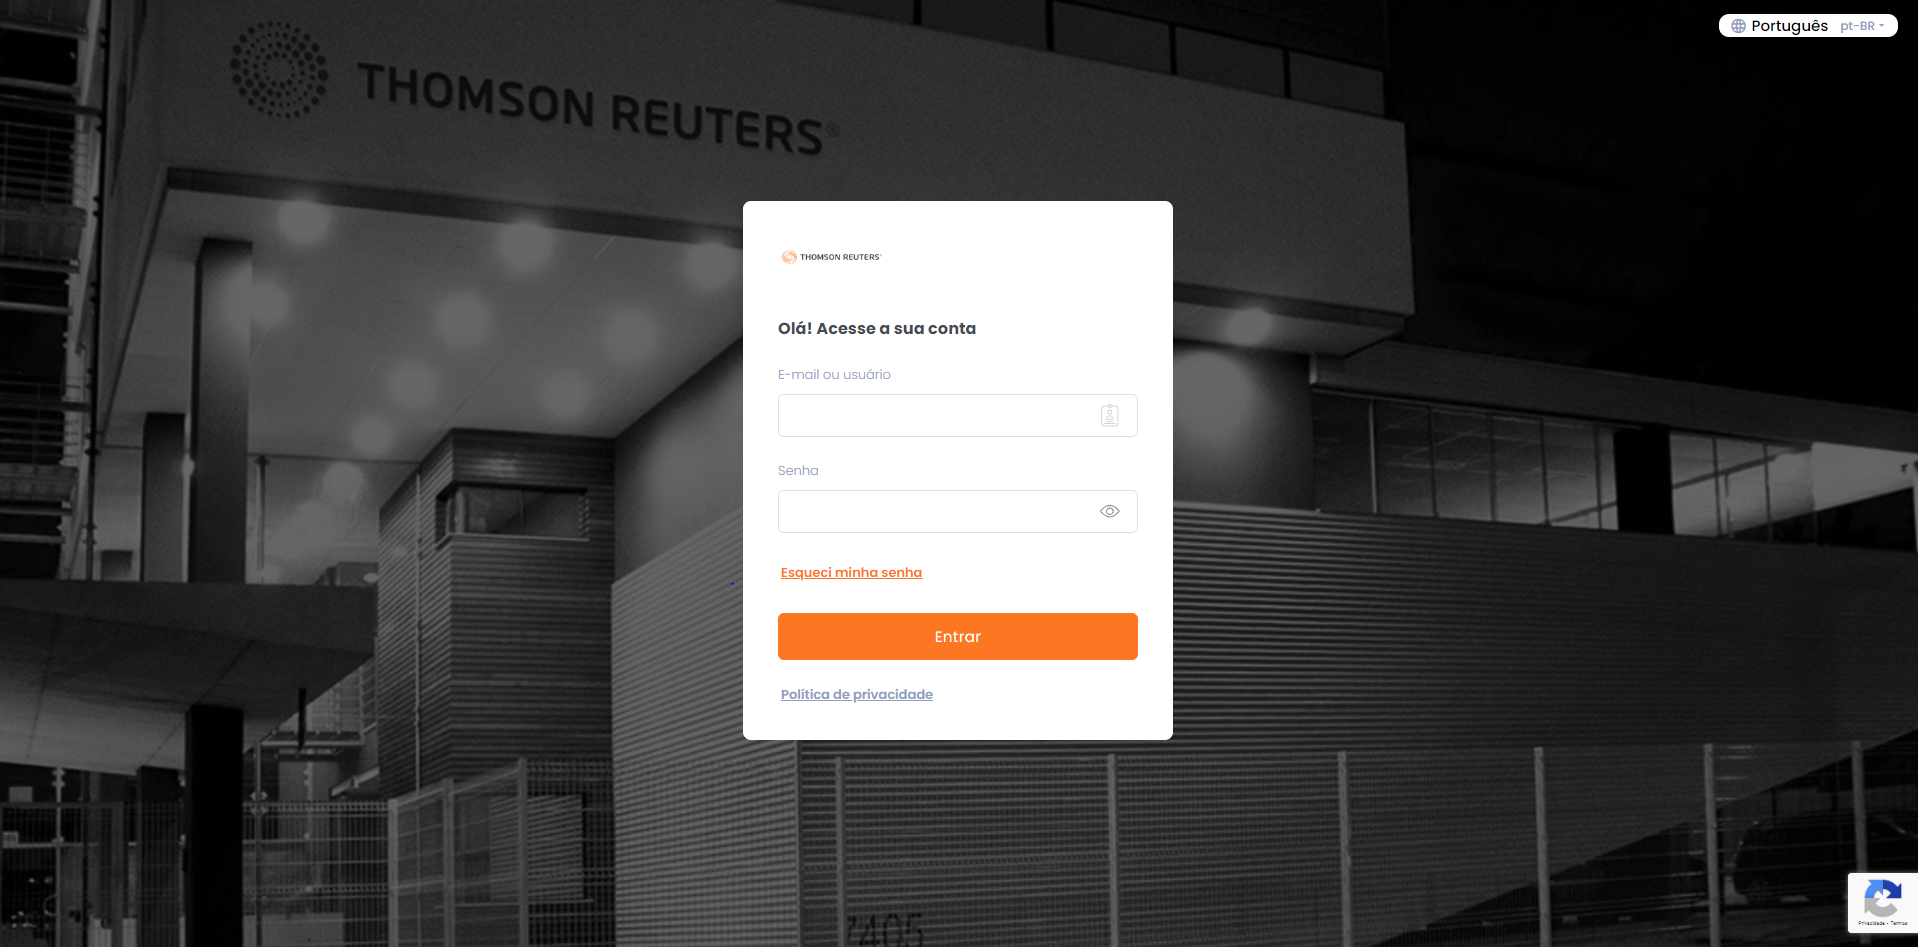 THOMSON REUTERS®
Português pt-BR
THOMSON REUTERS®
Olá! Acesse a sua conta
E-mail ou usuário
Senha
Esqueci minha senha
Entrar
Política de privacidade
7405
Privacidade - Termos